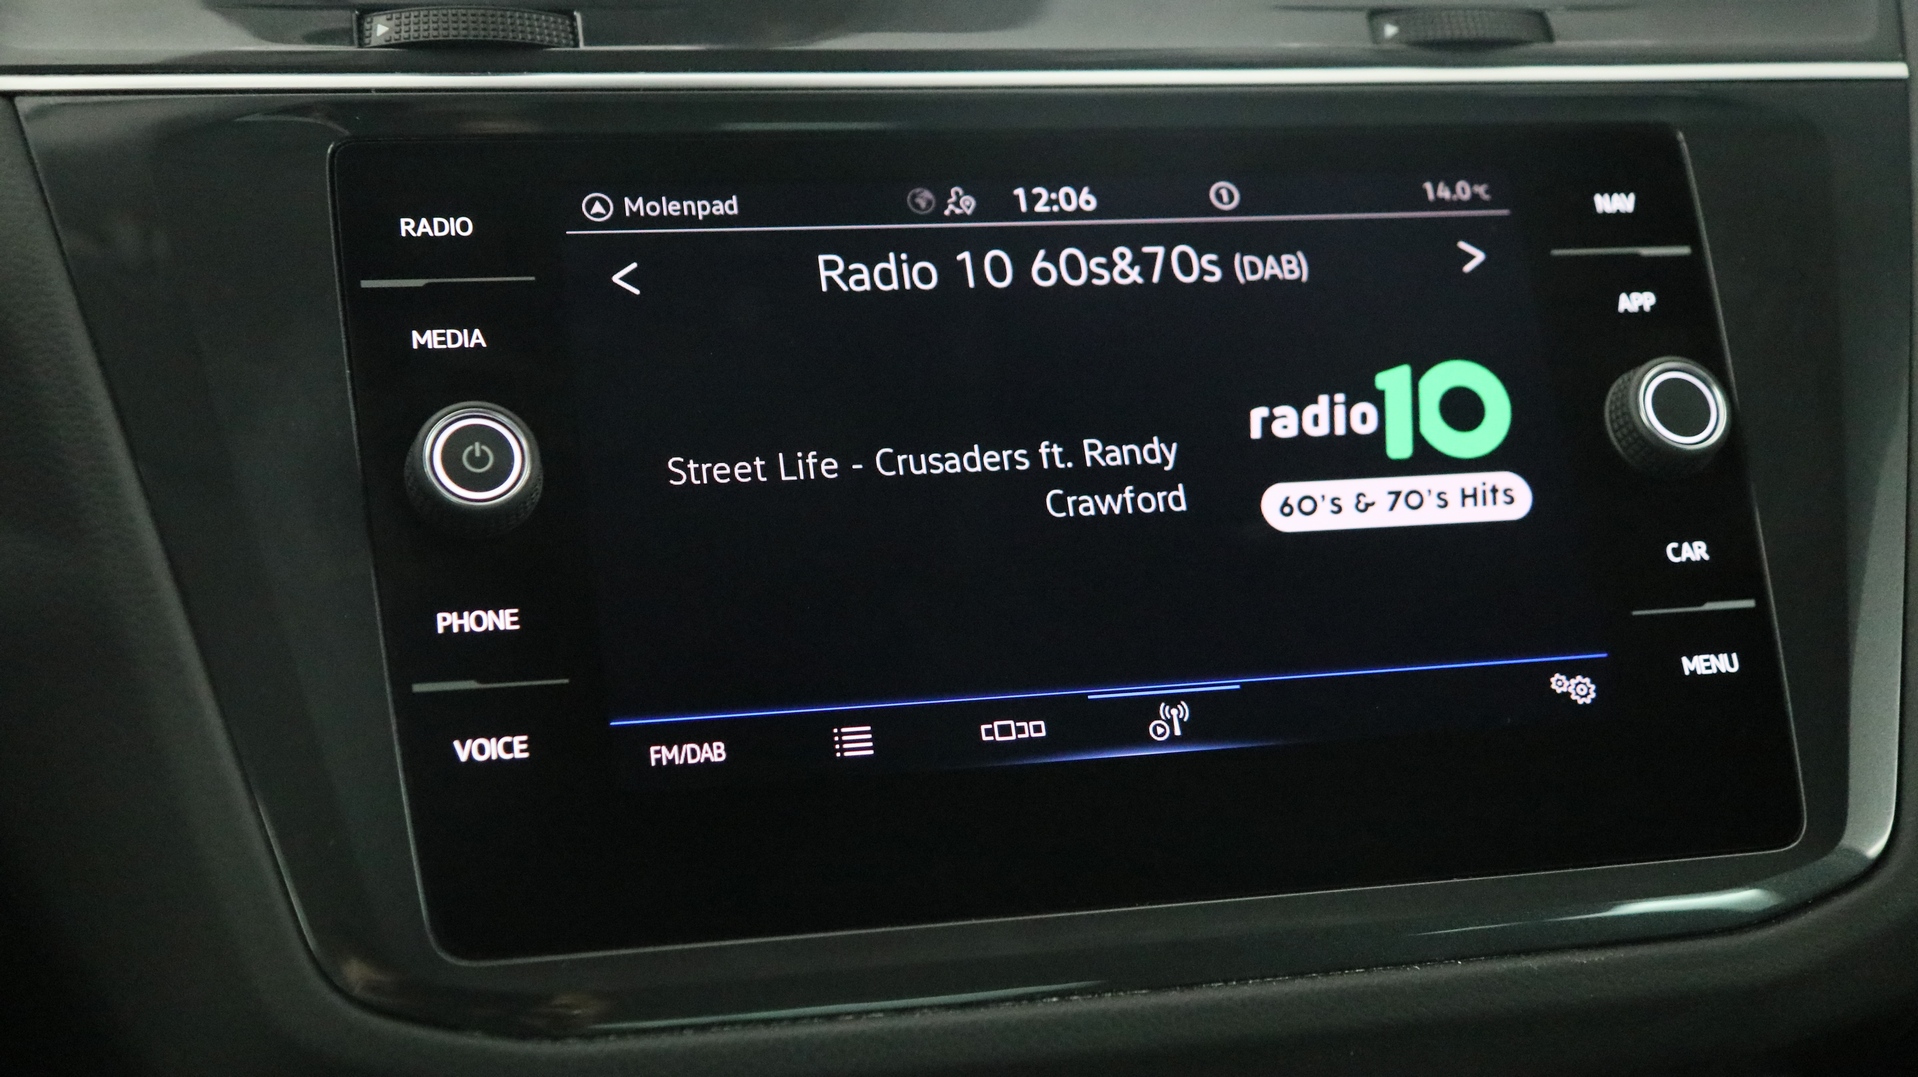 RADIO
MEDIA
PHONE
VOICE
Molenpad
12:06
1
14.0°C
< Radio 10 60s&70s (DAB) >
Street Life - Crusaders ft. Randy
Crawford
radio10
60's & 70's Hits
FM/DAB
NAV
APP
CAR
MENU